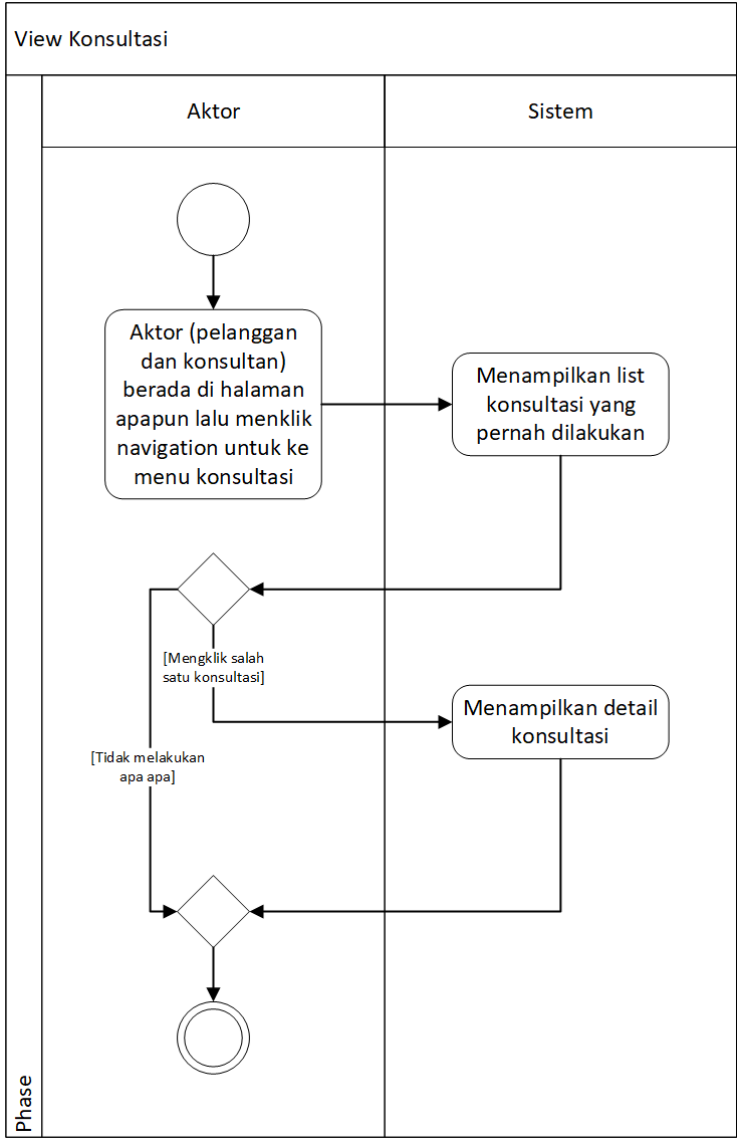 View Konsultasi
Aktor
Sistem
Aktor (pelanggan
dan konsultan)
berada di halaman
apapun lalu menklik
navigation untuk ke
menu konsultasi
Menampilkan list
konsultasi yang
pernah dilakukan
[Mengklik salah
satu konsultasi]
Menampilkan detail
konsultasi
[Tidak melakukan
apa apa]
Phase